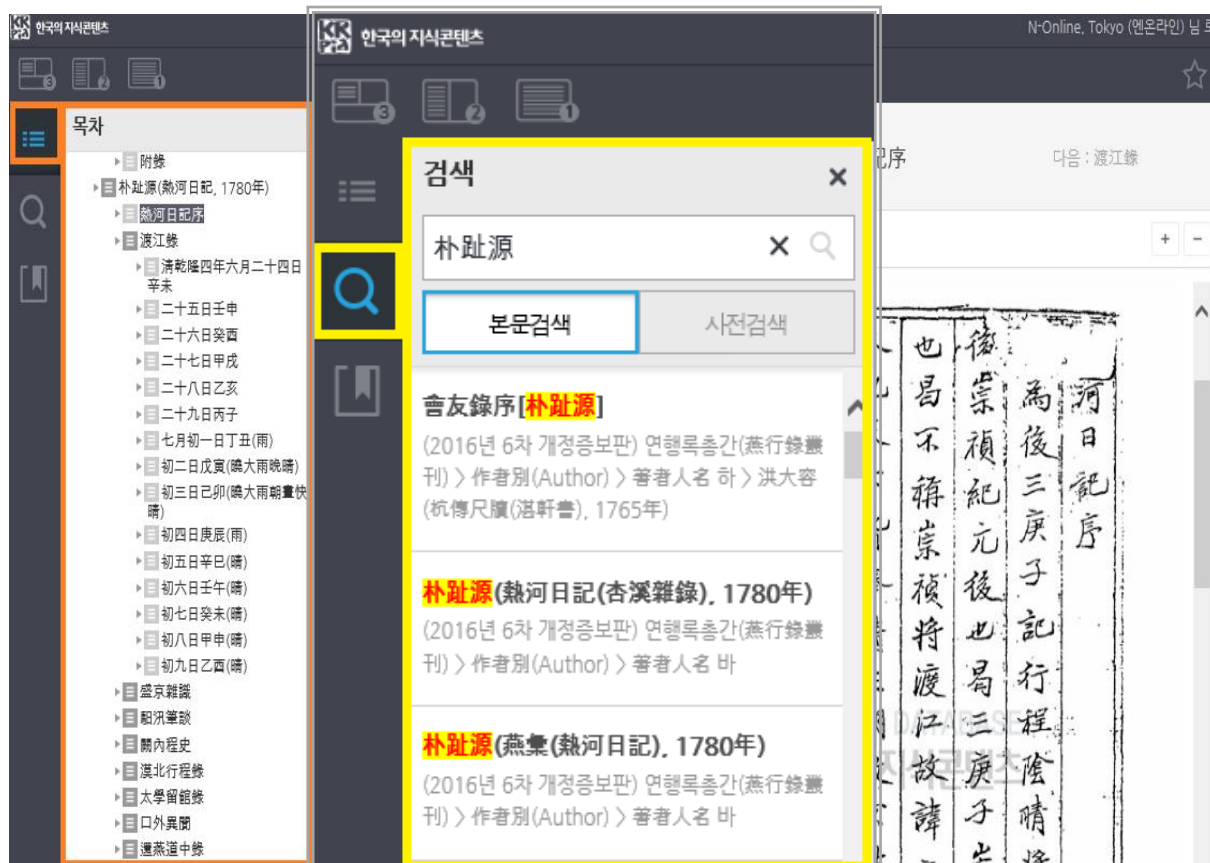 한국의 지식콘텐츠
목차
附錄
朴趾源(熱河日記, 1780年)
熱河日記序
渡江錄
清乾隆四年六月二十四日
辛未
二十五日壬申
二十六日癸酉
二十七日甲戌
二十八日乙亥
二十九日丙子
七月初一日丁丑(雨)
初二日戊寅(曉大雨晩晴)
初三日己卯(曉大雨朝晝快
晴)
初四日庚辰(雨)
初五日辛巳(晴)
初六日壬午(晴)
初七日癸未(晴)
初八日甲申(晴)
初九日乙酉(晴)
盛京雜識
馹汛筆談
關內程史
漠北行程錄
太學留館錄
口外異聞
還燕道中錄
한국의 지식콘텐츠
검색
朴趾源
본문검색
사전검색
會友錄序[朴趾源]
(2016년 6차 개정증보판) 연행록총간(燕行錄叢
刊) 〉 作者別(Author) 〉 著者人名 하 〉 洪大容
(杭傳尺牘(湛軒書), 1765年)
朴趾源(熱河日記(杏溪雜錄), 1780年)
(2016년 6차 개정증보판) 연행록총간(燕行錄叢
刊) 〉 作者別(Author) 〉 著者人名 바
朴趾源(燕彙(熱河日記), 1780年)
(2016년 6차 개정증보판) 연행록총간(燕行錄叢
刊) 〉 作者別(Author) 〉 著者人名 바
N-Online, Tokyo (엔온라인) 님 로
記序
다음 : 渡江錄
河日記序
為後三庚子記行程陰晴
後崇禎紀元後也曷三庚子
也曷不稱崇禎將渡江故諱
DATABASE
지식콘텐츠